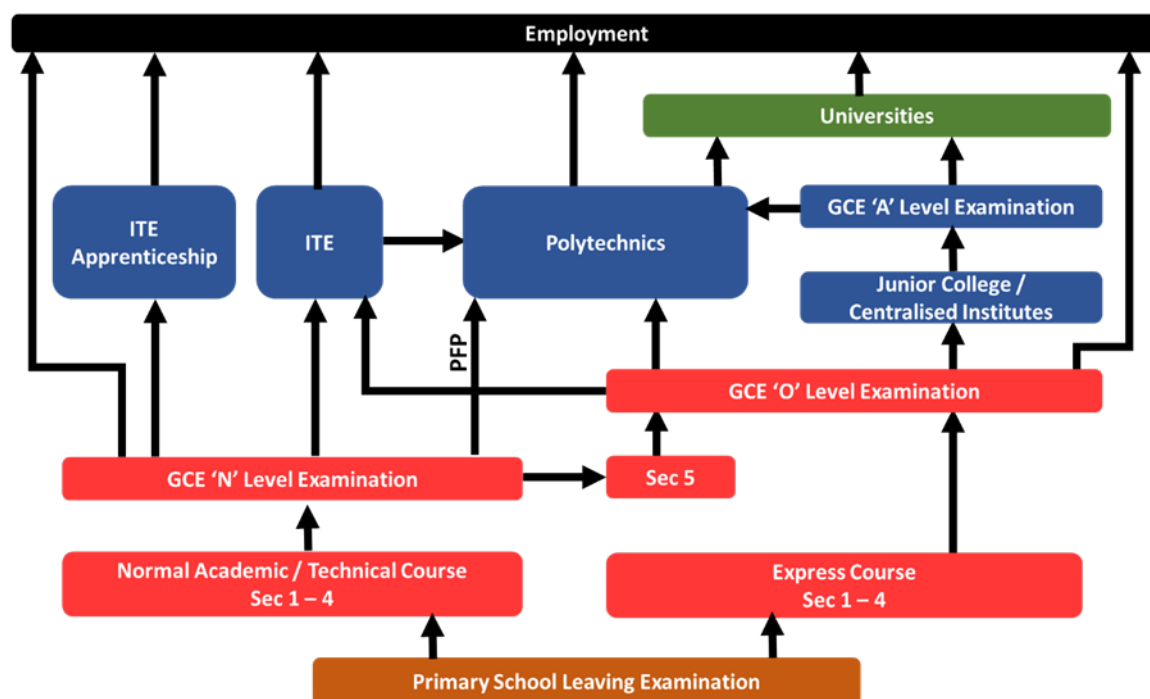 Employment
Universities
ITE
Apprenticeship
ITE
Polytechnics
GCE ‘A’ Level Examination
Junior College /
Centralised Institutes
PFP
GCE ‘O’ Level Examination
GCE ‘N’ Level Examination
Sec 5
Normal Academic / Technical Course
Sec 1 – 4
Express Course
Sec 1 – 4
Primary School Leaving Examination